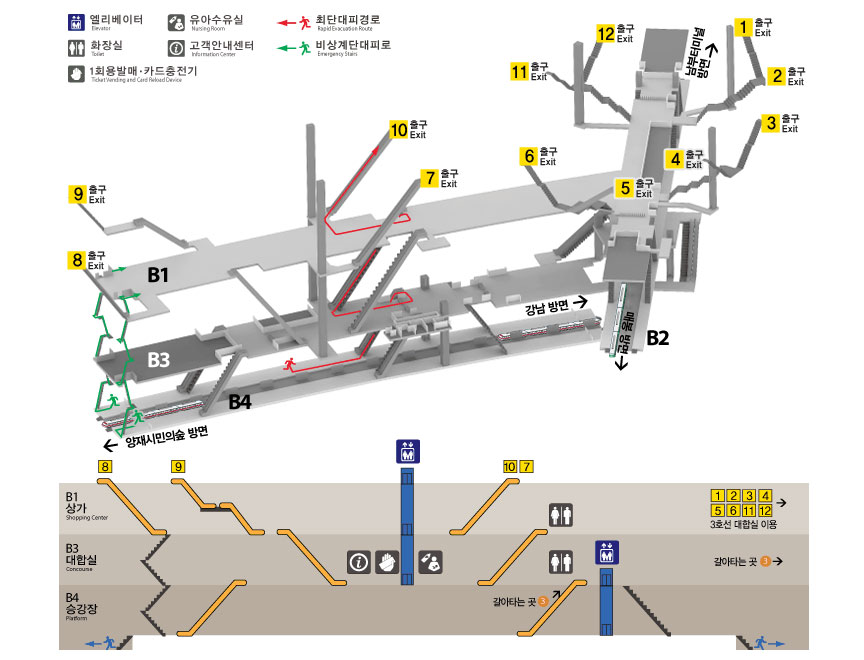 엘리베이터
Elevator
유아수유실
Nursing Room
최단대피경로
Rapid Evacuation Route
화장실
Toilet
고객안내센터
Information Center
비상계단대피로
Emergency Stairs
1회용발매·카드충전기
Ticket Vending and Card Reload Device
12 출구
Exit
남부터미널
방면
1 출구
Exit
11 출구
Exit
2 출구
Exit
10 출구
Exit
3 출구
Exit
6 출구
Exit
4 출구
Exit
7 출구
Exit
5 출구
Exit
9 출구
Exit
8 출구
Exit
B1
강남 방면
매봉 방면
B2
B3
B4
양재시민의숲 방면
8
9
10 7
B1
상가
Shopping Center
1 2 3 4
5 6 11 12
3호선 대합실 이용
B3
대합실
Concourse
갈아타는 곳 3
B4
승강장
Platform
갈아타는 곳 3